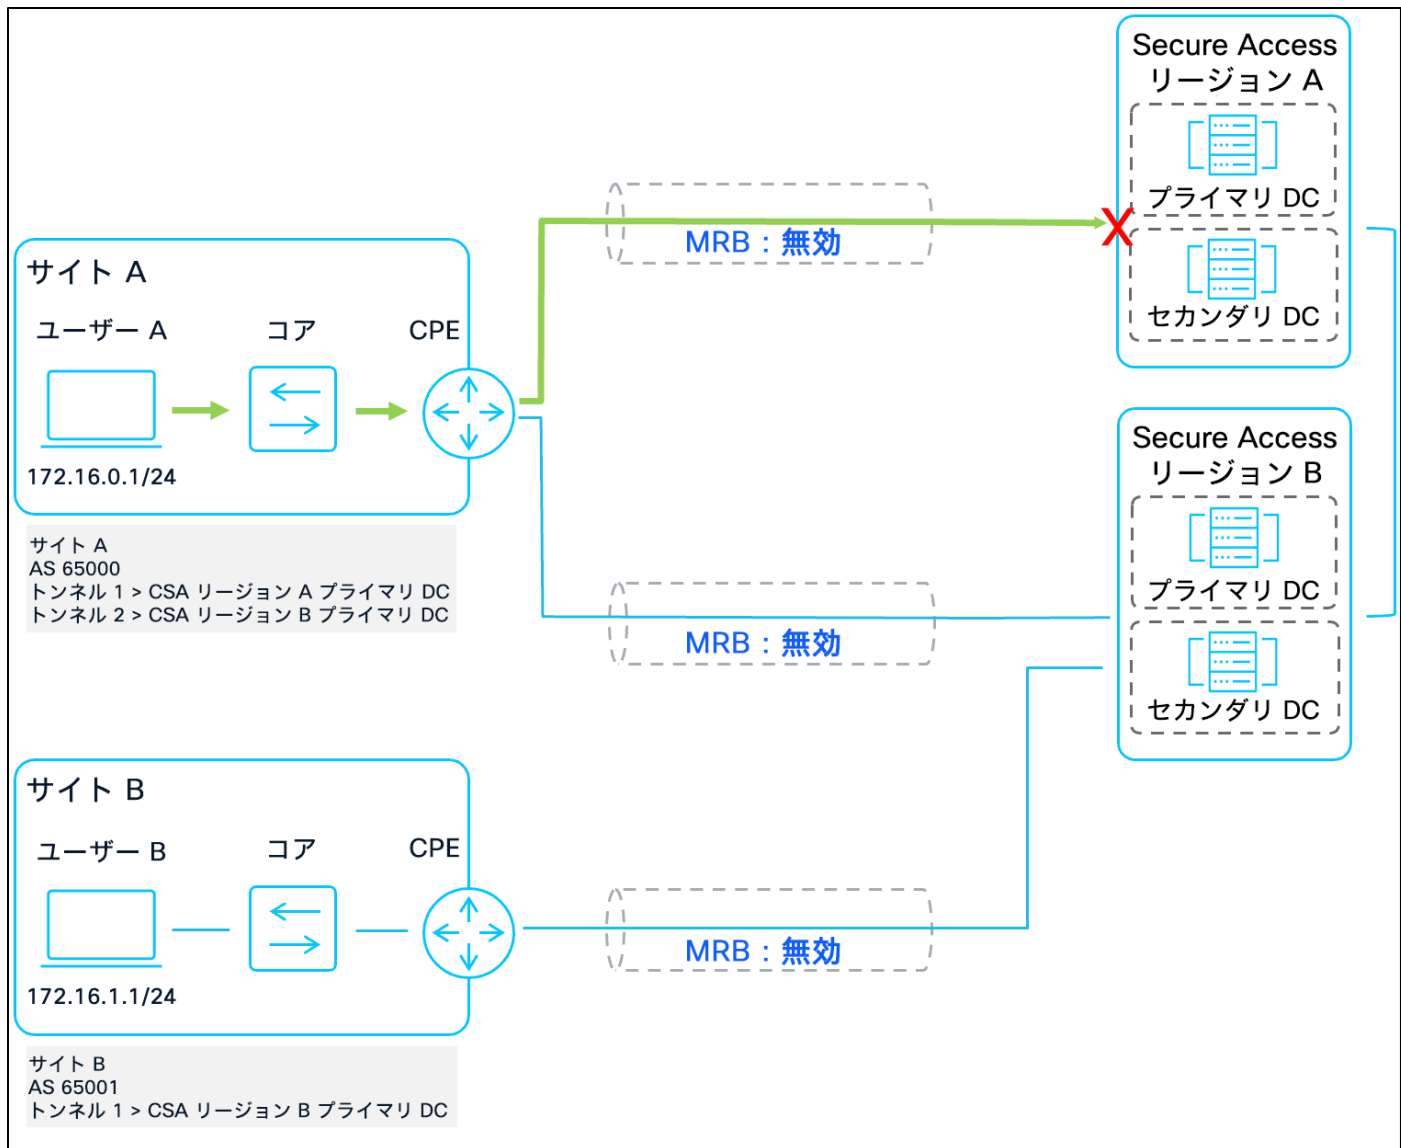 Secure Access
リージョン A
プライマリ DC
セカンダリ DC
MRB：無効
サイト A
ユーザー A
コア
CPE
172.16.0.1/24
サイト A
AS 65000
トンネル 1 > CSA リージョン A プライマリ DC
トンネル 2 > CSA リージョン B プライマリ DC
Secure Access
リージョン B
プライマリ DC
セカンダリ DC
MRB：無効
サイト B
ユーザー B
コア
CPE
172.16.1.1/24
MRB：無効
サイト B
AS 65001
トンネル 1 > CSA リージョン B プライマリ DC